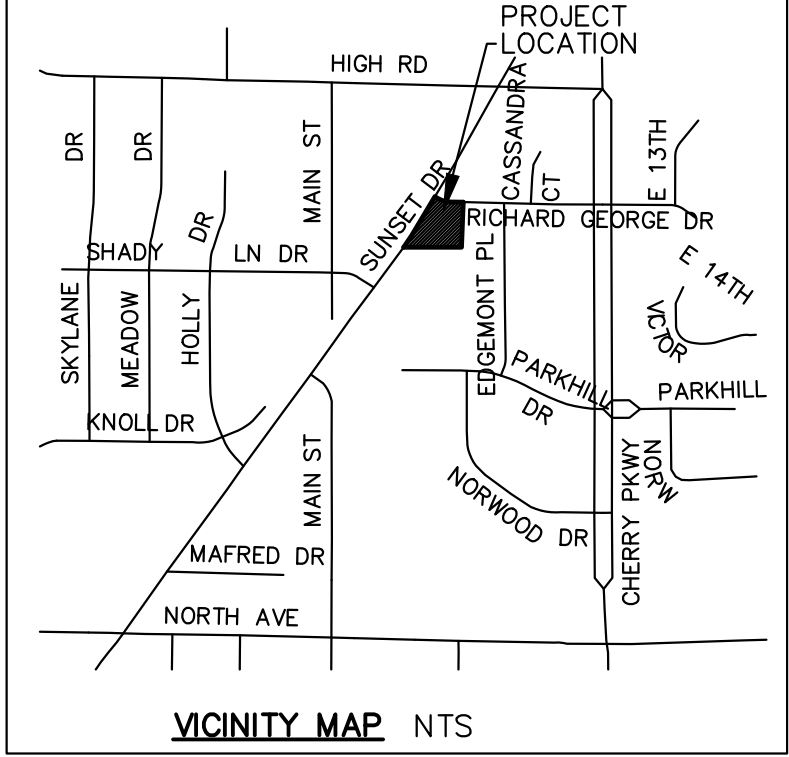 PROJECT
LOCATION
HIGH RD
DR
DR
MAIN ST
CASSANDRA
CT
E 13TH
SUNSET DR
RICHARD GEORGE DR
DR
SHADY LN DR
E 14TH
SKYLANE
MEADOW
HOLLY
EDGEMONT PL
VICTOR
PARKHILL
DR
PARKHILL
KNOLL DR
MAIN ST
NORWOOD DR
CHERRY PKWY
NORW
MAFRED DR
NORTH AVE
VICINITY MAP NTS